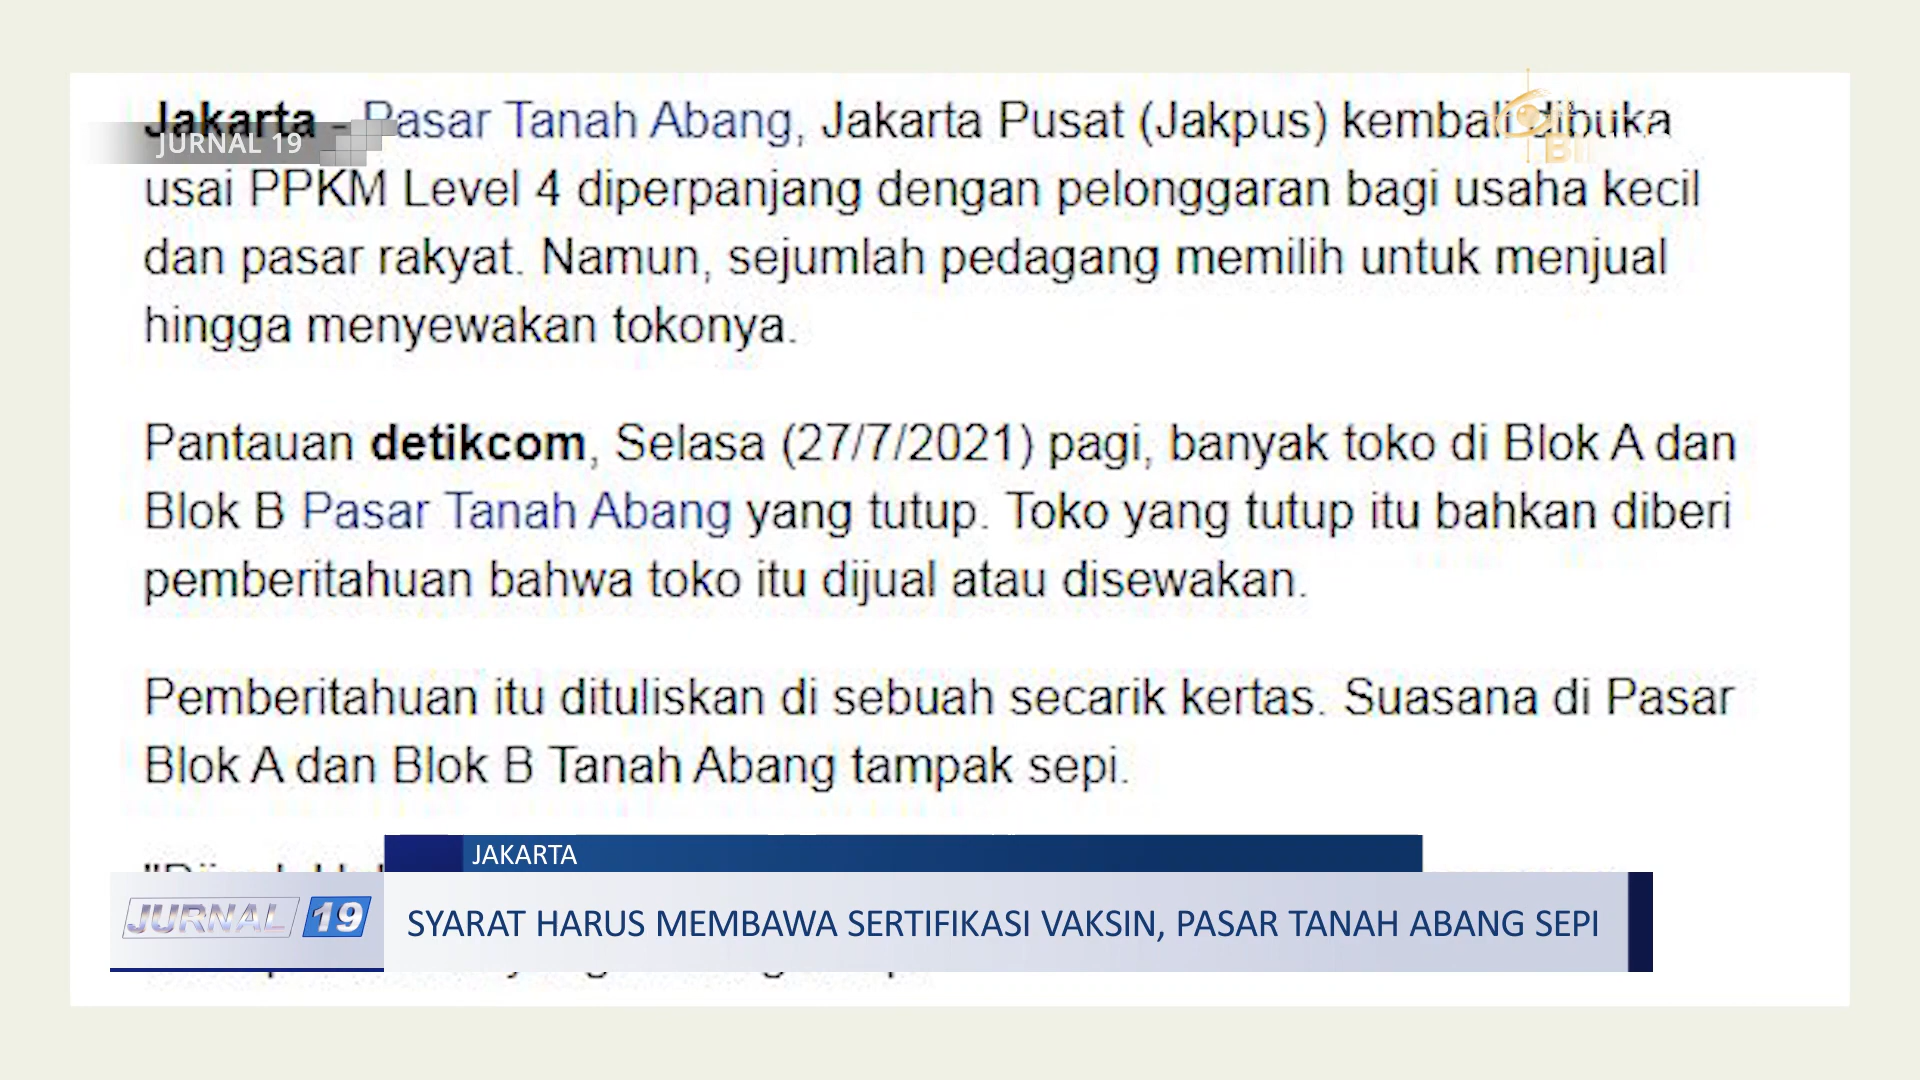 Jakarta - Pasar Tanah Abang, Jakarta Pusat (Jakpus) kembali dibuka
JURNAL 19
usai PPKM Level 4 diperpanjang dengan pelonggaran bagi usaha kecil
dan pasar rakyat. Namun, sejumlah pedagang memilih untuk menjual
hingga menyewakan tokonya.
Pantauan detikcom, Selasa (27/7/2021) pagi, banyak toko di Blok A dan
Blok B Pasar Tanah Abang yang tutup. Toko yang tutup itu bahkan diberi
pemberitahuan bahwa toko itu dijual atau disewakan.
Pemberitahuan itu dituliskan di sebuah secarik kertas. Suasana di Pasar
Blok A dan Blok B Tanah Abang tampak sepi.
JAKARTA
JURNAL 19
SYARAT HARUS MEMBAWA SERTIFIKASI VAKSIN, PASAR TANAH ABANG SEPI